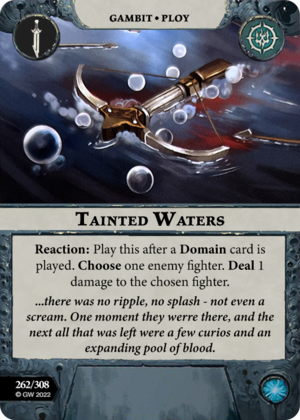 GAMBIT • PLOY
TAINTED WATERS
Reaction: Play this after a Domain card is
played. Choose one enemy fighter. Deal 1
damage to the chosen fighter.
...there was no ripple, no splash - not even a
scream. One moment they werre there, and the
next all that was left were a few curios and an
expanding pool of blood.
262/308
© GW 2022